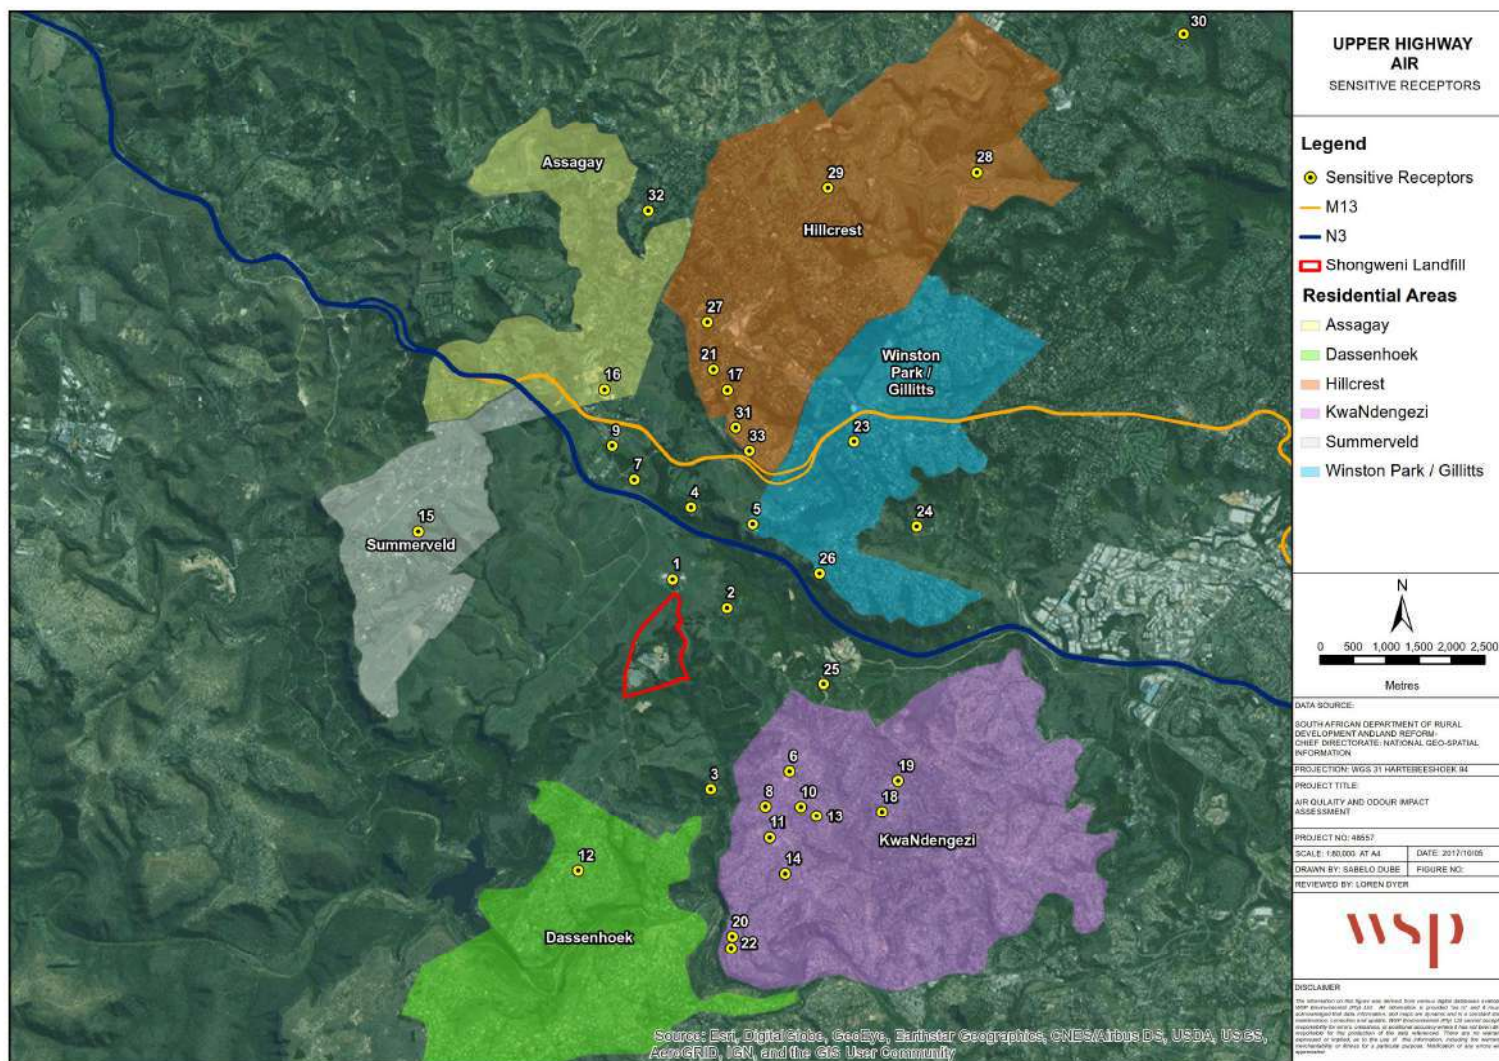 30
Assagay
32
28
29
Hillcrest
27
21
17
16
31
33
9
7
4
5
Winston
Park /
Gillitts
23
24
15
Summerveld
1
2
26
25
3
6
19
8
10
18
13
11
KwaNdengezi
14
12
20
22
Dassenhoek
Source: Esri, DigitalGlobe, GeoEye, Earthstar Geographics, CNES/Airbus DS, USDA, USGS,
AeroGRID, IGN, and the GIS User Community
UPPER HIGHWAY
AIR
SENSITIVE RECEPTORS
Legend
Sensitive Receptors
M13
N3
Shongweni Landfill
Residential Areas
Assagay
Dassenhoek
Hillcrest
KwaNdengezi
Summerveld
Winston Park / Gillitts
N
0 500 1,000 1,500 2,000 2,500
Metres
DATA SOURCE:
SOUTH AFRICAN DEPARTMENT OF RURAL
DEVELOPMENT ANDLAND REFORM-
CHIEF DIRECTORATE: NATIONAL GEO-SPATIAL
INFORMATION
PROJECTION: WGS 31 HARTEBEESHOEK 94
PROJECT TITLE:
AIR QULAITY AND ODOUR IMPACT
ASSESSMENT
PROJECT NO: 48557
SCALE: 1:60,000 AT A4
DATE: 2017/10/05
DRAWN BY: SABELO DUBE
FIGURE NO:
REVIEWED BY: LOREN DYER
wsp
DISCLAIMER